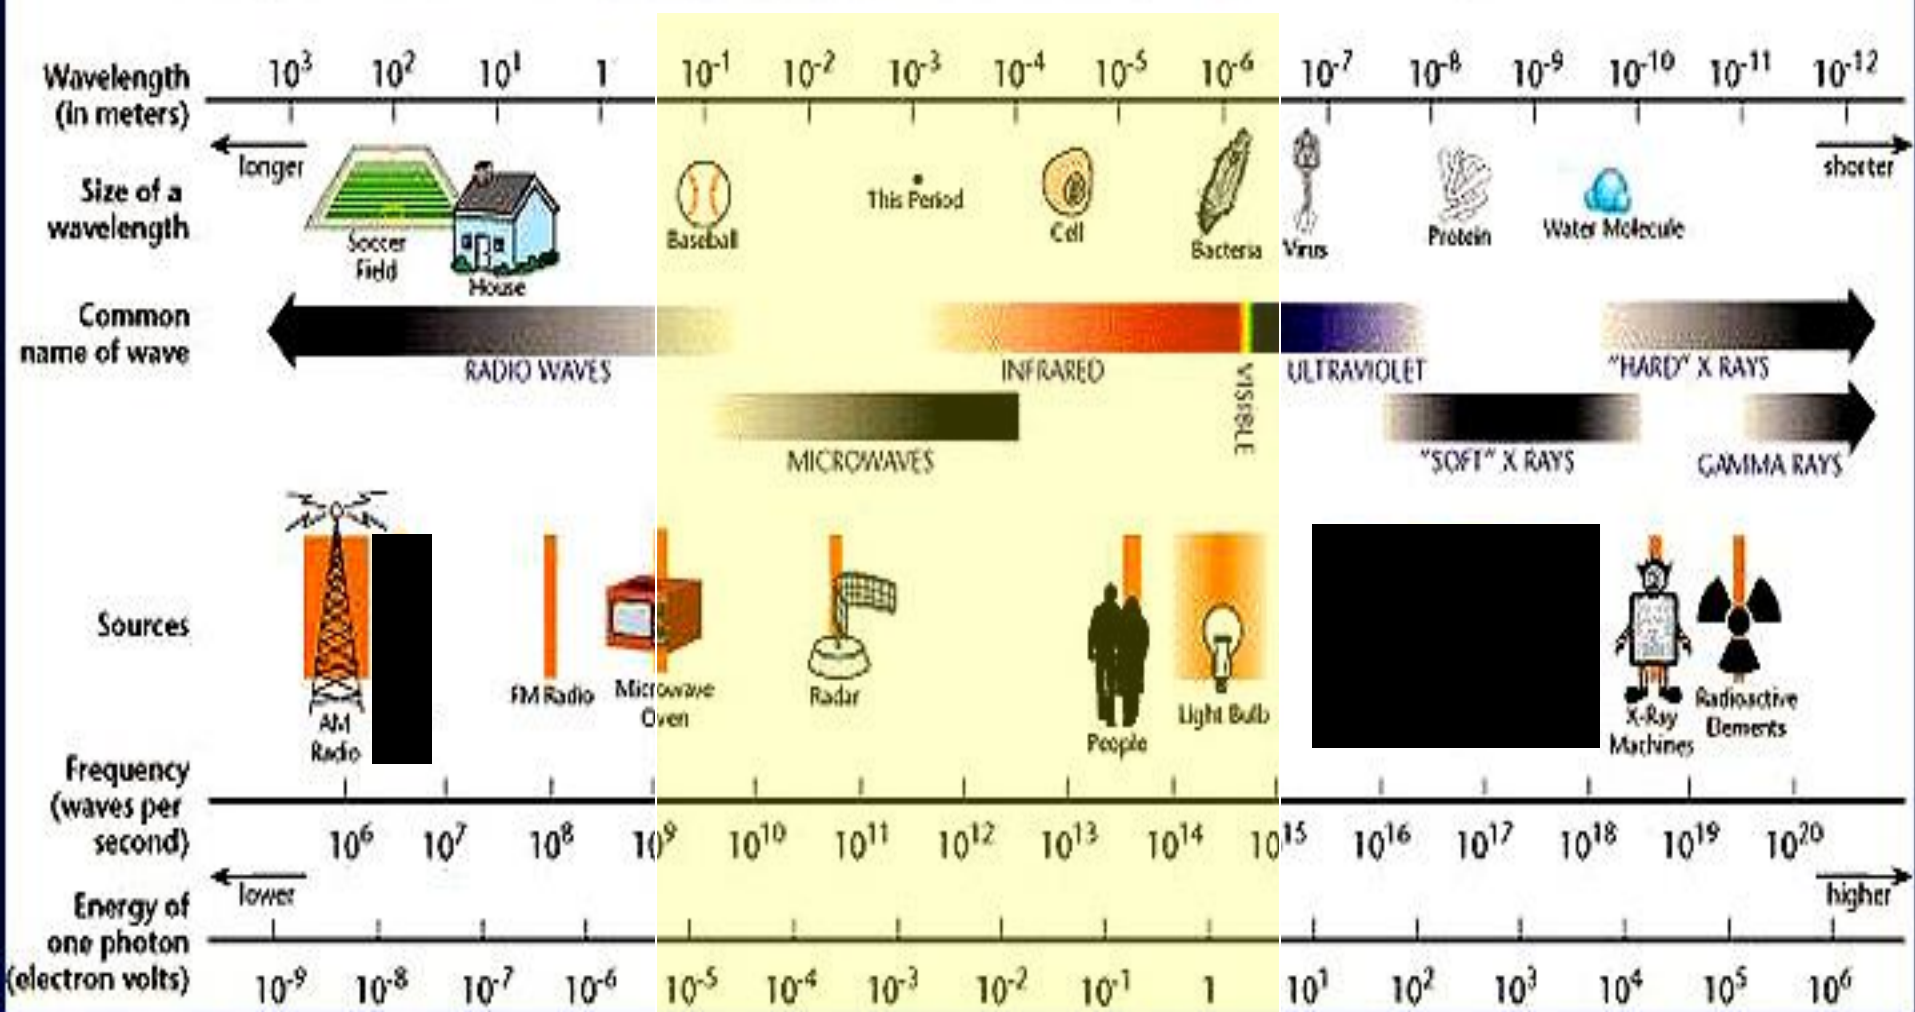 Wavelength
(in meters)
10³ 10² 10¹ 1 10⁻¹ 10⁻² 10⁻³ 10⁻⁴ 10⁻⁵ 10⁻⁶ 10⁻⁷ 10⁻⁸ 10⁻⁹ 10⁻¹⁰ 10⁻¹¹ 10⁻¹²
longer
shorter
Size of a
wavelength
Soccer
Field
House
Baseball
This Period
Cell
Bacteria
Virus
Protein
Water Molecule
Common
name of wave
RADIO WAVES
INFRARED
VISIBLE
ULTRAVIOLET
"HARD" X RAYS
MICROWAVES
"SOFT" X RAYS
GAMMA RAYS
Sources
AM
Radio
FM Radio
Microwave
Oven
Radar
People
Light Bulb
X-Ray
Machines
Radioactive
Elements
Frequency
(waves per
second)
10⁶ 10⁷ 10⁸ 10⁹ 10¹⁰ 10¹¹ 10¹² 10¹³ 10¹⁴ 10¹⁵ 10¹⁶ 10¹⁷ 10¹⁸ 10¹⁹ 10²⁰
lower
higher
Energy of
one photon
(electron volts)
10⁻⁹ 10⁻⁸ 10⁻⁷ 10⁻⁶ 10⁻⁵ 10⁻⁴ 10⁻³ 10⁻² 10⁻¹ 1 10¹ 10² 10³ 10⁴ 10⁵ 10⁶